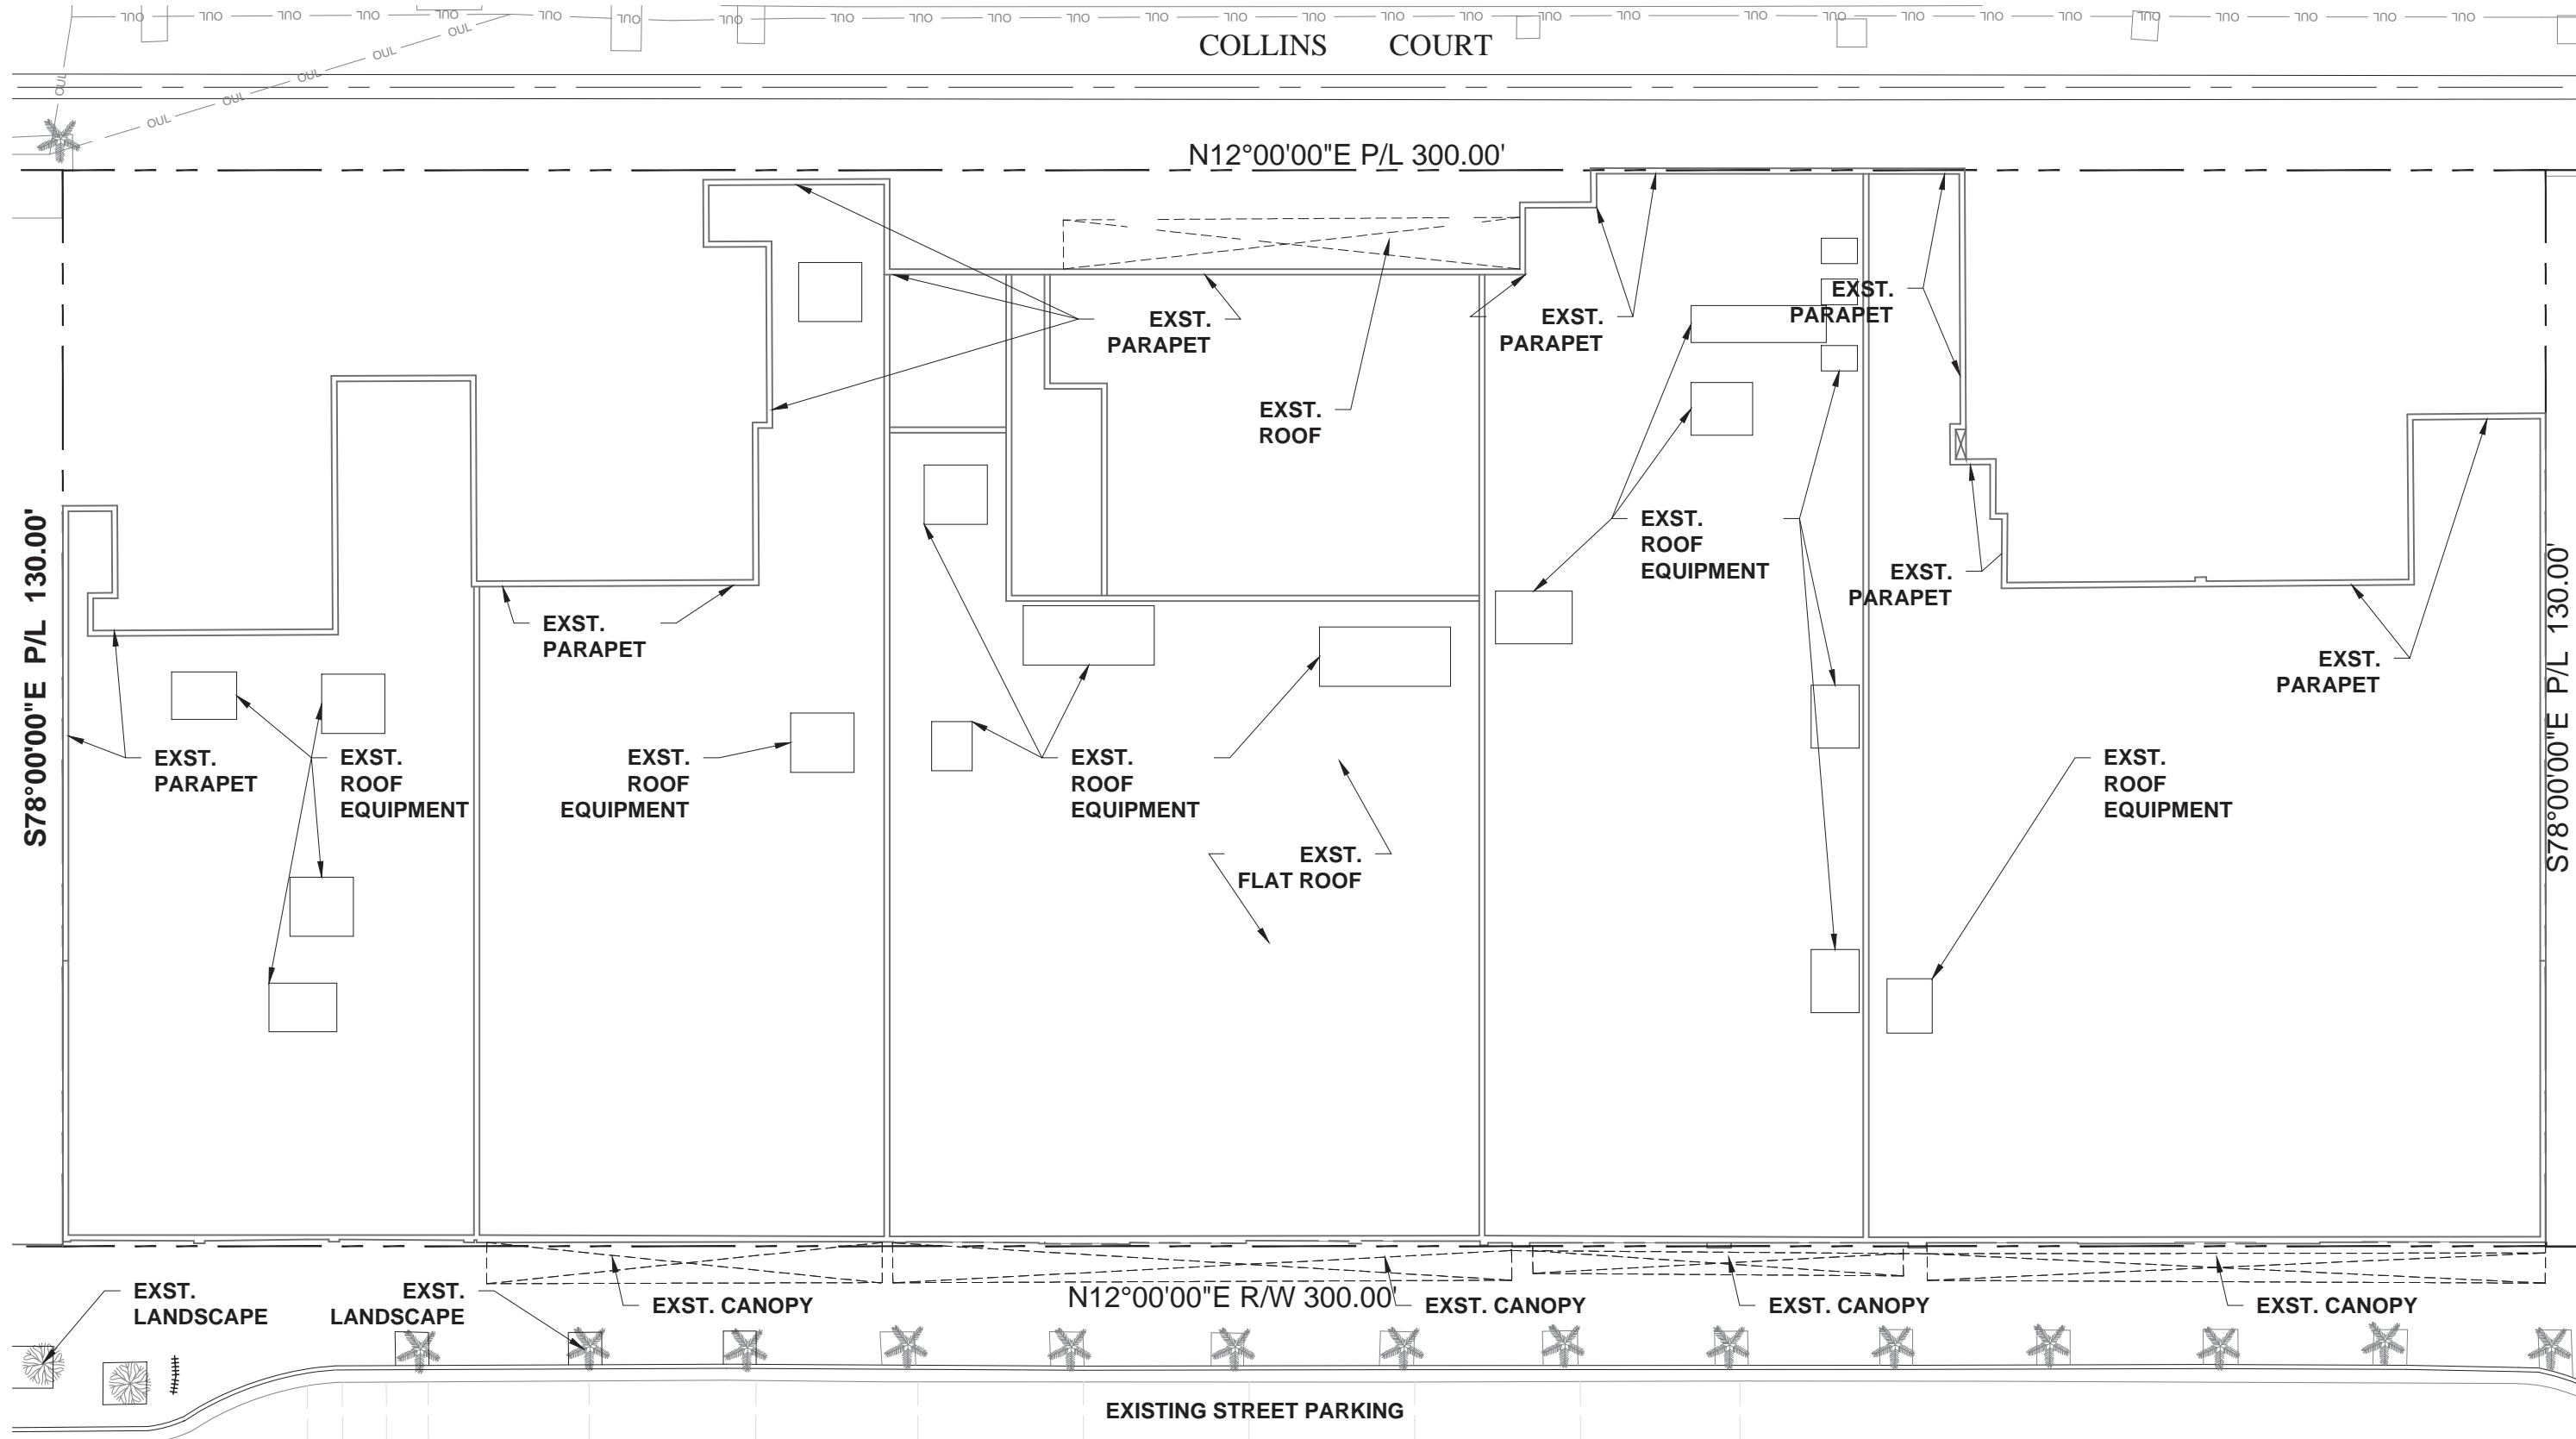 OUL OUL OUL OUL OUL OUL OUL OUL OUL OUL OUL OUL OUL OUL OUL OUL OUL OUL OUL OUL OUL OUL OUL OUL OUL OUL OUL OUL OUL
OUL
OUL
OUL
OUL
OUL
OUL
COLLINS COURT
N12°00'00"E P/L 300.00'
EXST.
PARAPET
EXST.
PARAPET
EXST.
PARAPET
EXST.
ROOF
S78°00'00"E P/L 130.00'
EXST.
ROOF
EQUIPMENT
EXST.
PARAPET
S78°00'00"E P/L 130.00'
EXST.
PARAPET
EXST.
PARAPET
EXST.
PARAPET
EXST.
ROOF
EQUIPMENT
EXST.
ROOF
EQUIPMENT
EXST.
ROOF
EQUIPMENT
EXST.
ROOF
EQUIPMENT
EXST.
FLAT ROOF
EXST.
LANDSCAPE
EXST.
LANDSCAPE
EXST. CANOPY
N12°00'00"E R/W 300.00'
EXST. CANOPY
EXST. CANOPY
EXST. CANOPY
EXISTING STREET PARKING